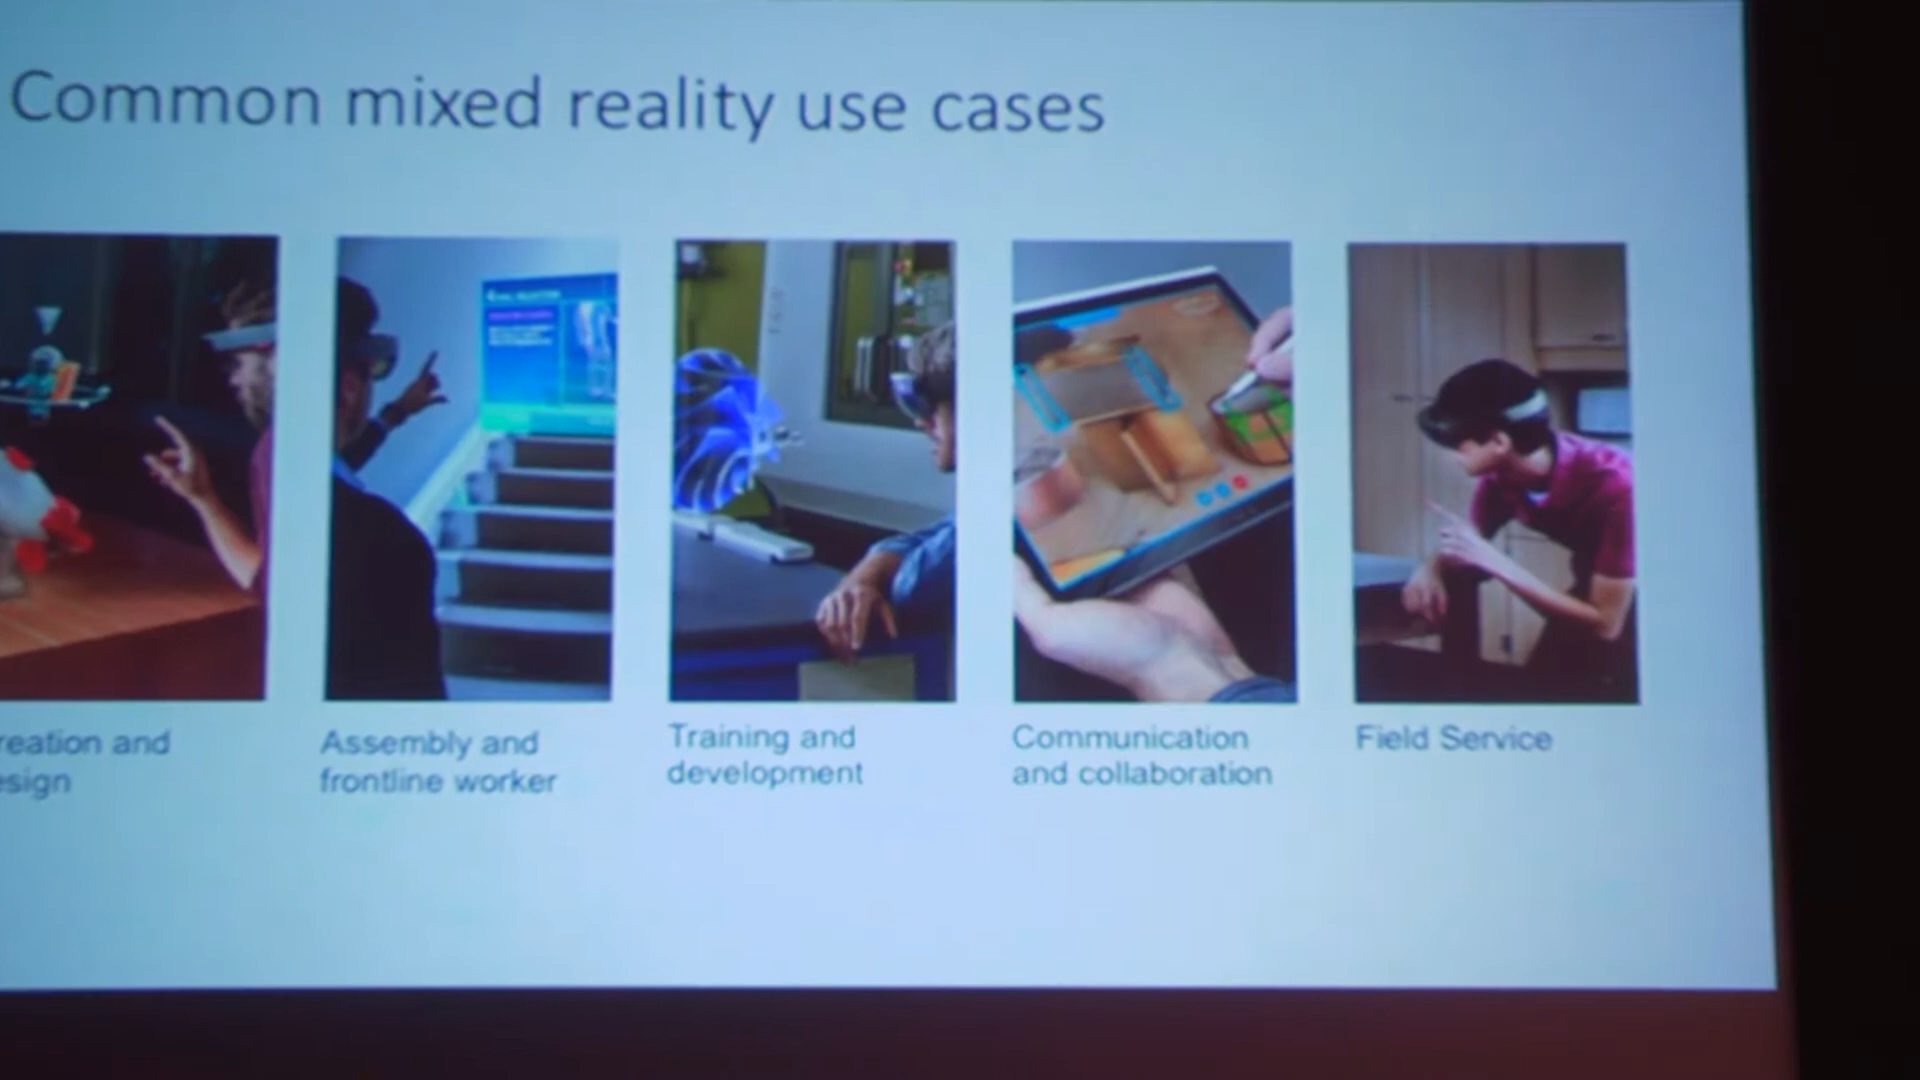 Common mixed reality use cases
reation and
esign
Assembly and
frontline worker
Training and
development
Communication
and collaboration
Field Service